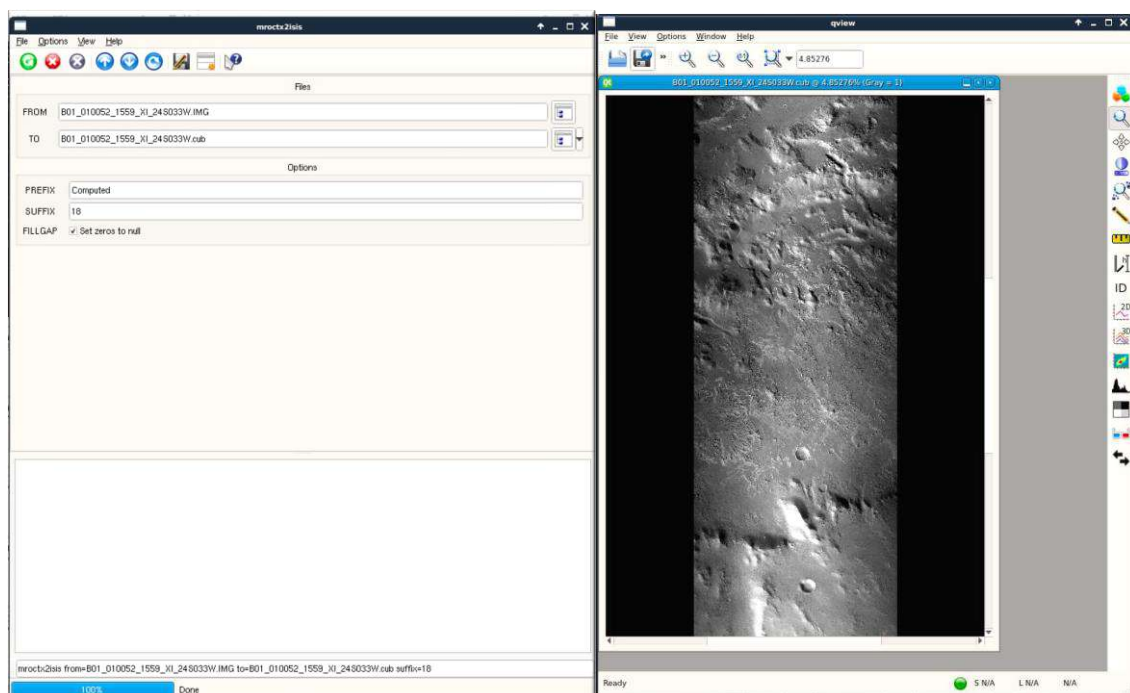 mroctx2isis
File Options View Help
Files
FROM B01_010052_1559_XI_24S033W.IMG
TO B01_010052_1559_XI_24S033W.cub
Options
PREFIX Computed
SUFFIX 18
FILLGAP Set zeros to null
mroctx2isis from=B01_010052_1559_XI_24S033W.IMG to=B01_010052_1559_XI_24S033W.cub suffix=18
100% Done
qview
File View Options Window Help
» 4.85276
B01_010052_1559_XI_24S033W.cub @ 4.85276% (Gray = 1)
N
ID
2D
3D
Ready S N/A L N/A N/A